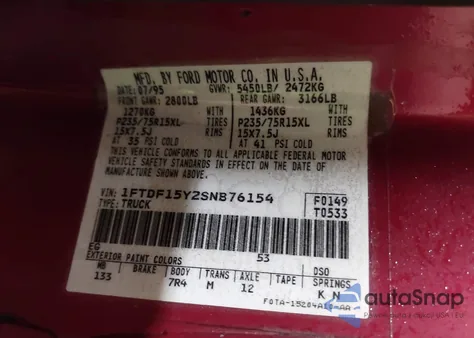 MFD. BY FORD MOTOR CO. IN U.S.A.
DATE: 07/95 GVWR: 5450LB/ 2472KG
FRONT GAWR: 2800LB REAR GAWR: 3166LB
1270KG WITH 1436KG WITH
P235/75R15XL TIRES P235/75R15XL TIRES
15X7.5J RIMS 15X7.5J RIMS
AT 35 PSI COLD AT 41 PSI COLD
THIS VEHICLE CONFORMS TO ALL APPLICABLE FEDERAL MOTOR
VEHICLE SAFETY STANDARDS IN EFFECT ON THE DATE OF
MANUFACTURE SHOWN ABOVE.
VIN: 1FTDF15Y2SNB76154 F0149
TYPE: TRUCK T0533
EG 53
EXTERIOR PAINT COLORS DSO
WB BRAKE BODY TRANS AXLE TAPE SPRINGS
133 7R4 M 12 K N
autoSnap